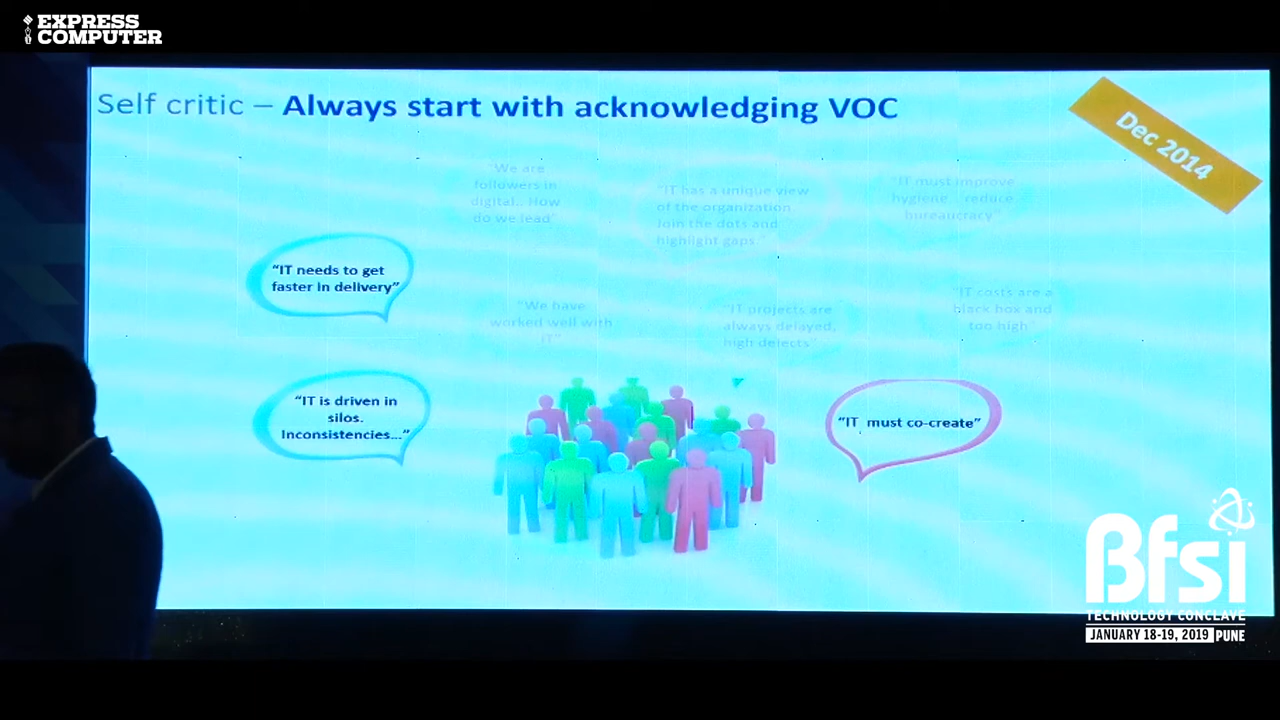 EXPRESS
COMPUTER
Self critic – Always start with acknowledging VOC
Dec 2014
"We are
followers in
digital.. How
do we lead"
"IT has a unique view
of the organization
Join the dots and
highlight gaps."
"IT must improve
hygiene reduce
bureaucracy"
"IT needs to get
faster in delivery"
"We have
worked well with
IT"
"IT projects are
always delayed,
high defects"
"IT costs are a
black box and
too high"
"IT is driven in
silos.
Inconsistencies..."
"IT must co-create"
Bfsi
TECHNOLOGY CONCLAVE
JANUARY 18-19, 2019 PUNE